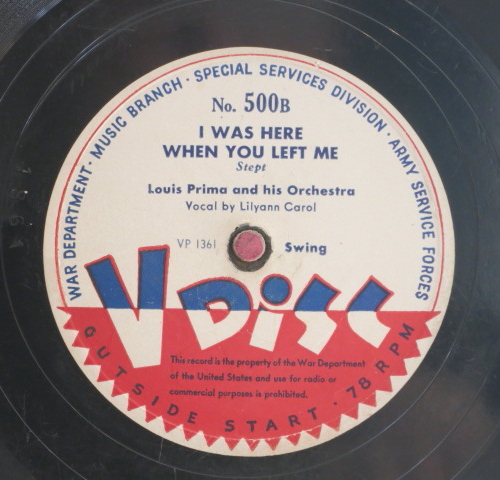 WAR DEPARTMENT · MUSIC BRANCH · SPECIAL SERVICES DIVISION · ARMY SERVICE FORCES
No. 500B
I WAS HERE
WHEN YOU LEFT ME
Stept
Louis Prima and his Orchestra
Vocal by Lilyann Carol
VP 1361 Swing
V DiSC
This record is the property of the War Department
of the United States and use for radio or
commercial purposes is prohibited.
OUTSIDE START · 78 RPM